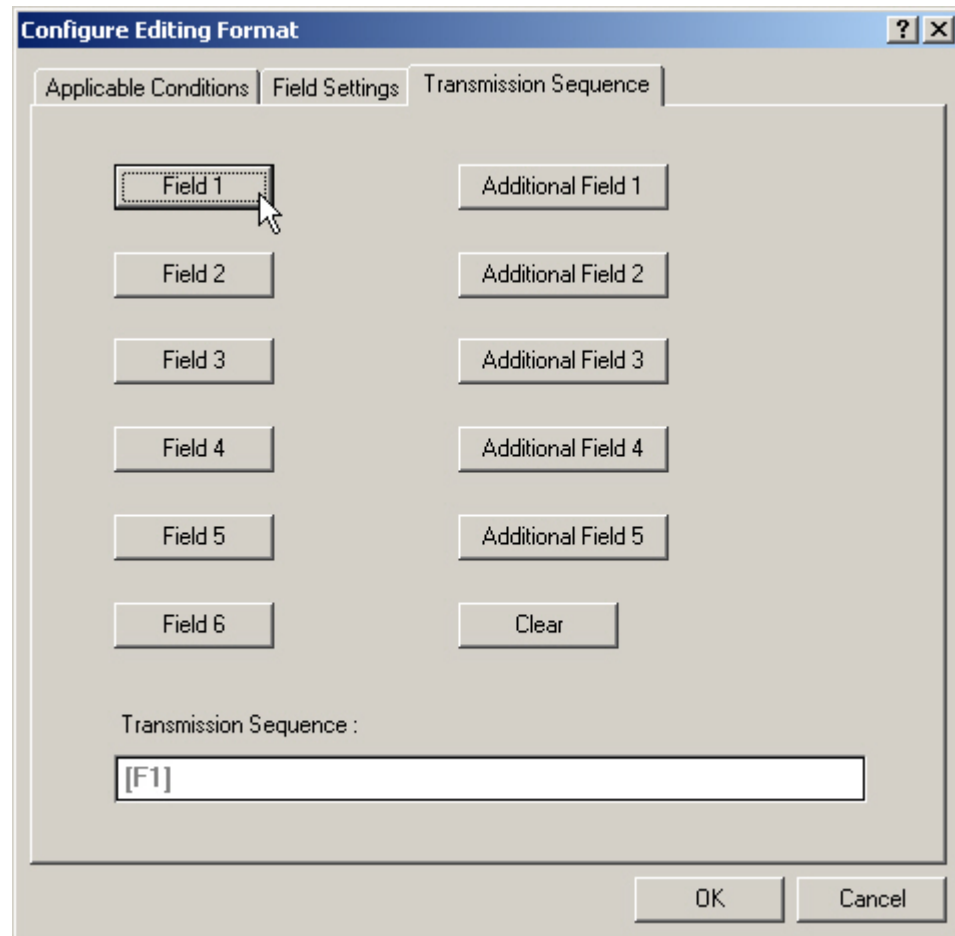 Configure Editing Format
Applicable Conditions Field Settings Transmission Sequence
Field 1 Additional Field 1
Field 2 Additional Field 2
Field 3 Additional Field 3
Field 4 Additional Field 4
Field 5 Additional Field 5
Field 6 Clear
Transmission Sequence :
[F1]
OK Cancel